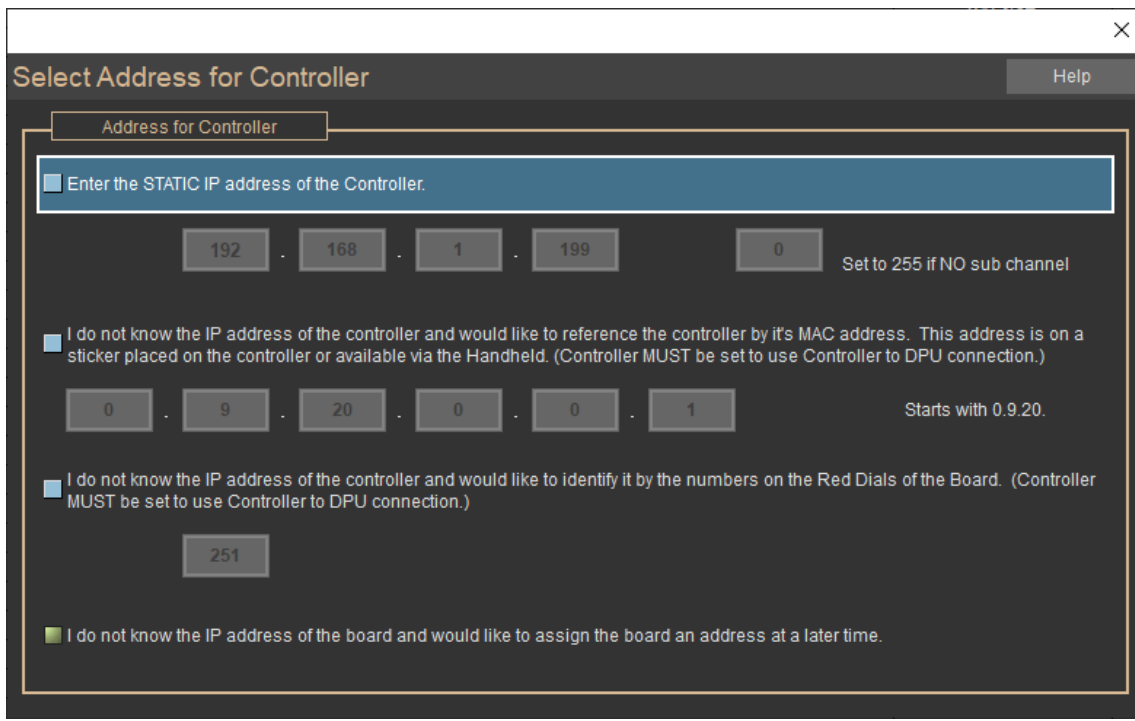 Select Address for Controller
Help
Address for Controller
Enter the STATIC IP address of the Controller.
192 . 168 . 1 . 199 0 Set to 255 if NO sub channel
I do not know the IP address of the controller and would like to reference the controller by it's MAC address. This address is on a
sticker placed on the controller or available via the Handheld. (Controller MUST be set to use Controller to DPU connection.)
0 . 9 . 20 . 0 . 0 . 1 Starts with 0.9.20.
I do not know the IP address of the controller and would like to identify it by the numbers on the Red Dials of the Board. (Controller
MUST be set to use Controller to DPU connection.)
251
I do not know the IP address of the board and would like to assign the board an address at a later time.